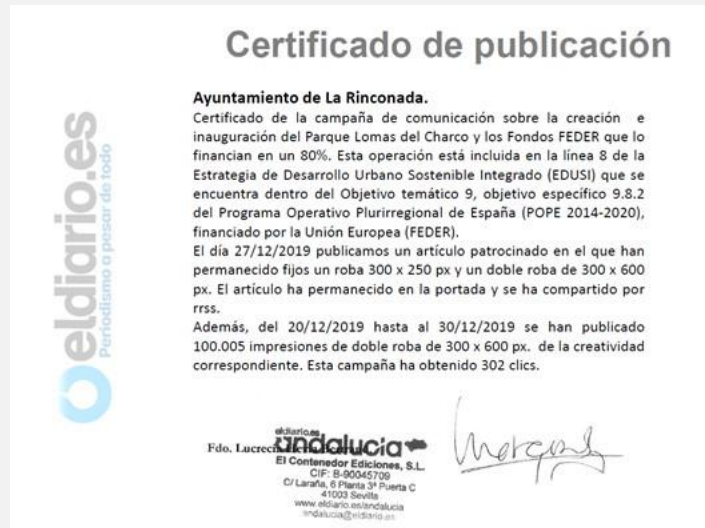 Certificado de publicación
eldiario.es
Periodismo a pesar de todo
Ayuntamiento de La Rinconada.
Certificado de la campaña de comunicación sobre la creación e
inauguración del Parque Lomas del Charco y los Fondos FEDER que lo
financian en un 80%. Esta operación está incluida en la línea 8 de la
Estrategia de Desarrollo Urbano Sostenible Integrado (EDUSI) que se
encuentra dentro del Objetivo temático 9, objetivo específico 9.8.2
del Programa Operativo Plurirregional de España (POPE 2014-2020),
financiado por la Unión Europea (FEDER).
El día 27/12/2019 publicamos un artículo patrocinado en el que han
permanecido fijos un roba 300 x 250 px y un doble roba de 300 x 600
px. El artículo ha permanecido en la portada y se ha compartido por
rrss.
Además, del 20/12/2019 hasta al 30/12/2019 se han publicado
100.005 impresiones de doble roba de 300 x 600 px. de la creatividad
correspondiente. Esta campaña ha obtenido 302 clics.
eldiario.es
andalucía
Fdo. Lucrecia
El Contenedor Ediciones, S.L.
CIF: B-90045709
C/ Laraña, 6 Planta 3ª Puerta C
41003 Sevilla
www.eldiario.es/andalucia
andalucia@eldiario.es